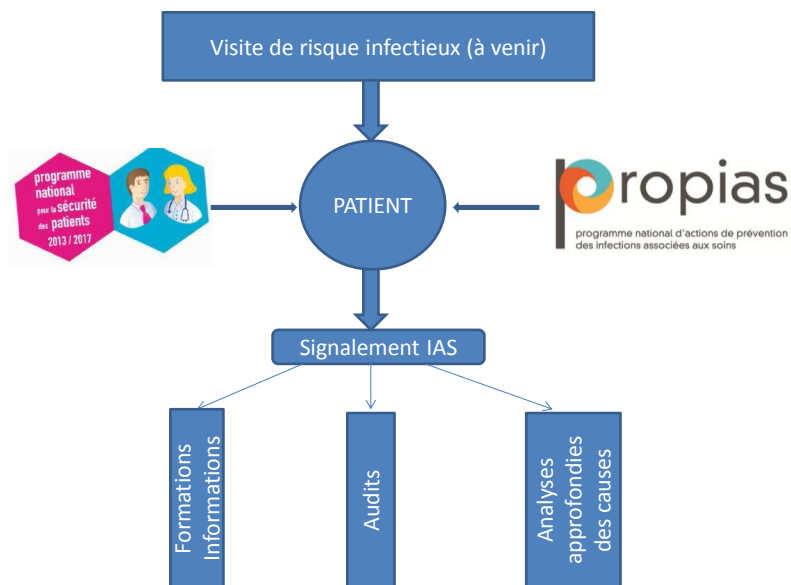 Visite de risque infectieux (à venir)
programme
national
pour la sécurité
des patients
2013 / 2017
PATIENT
propias
programme national d'actions de prévention
des infections associées aux soins
Signalement IAS
Formations
Informations
Audits
Analyses
approfondies
des causes